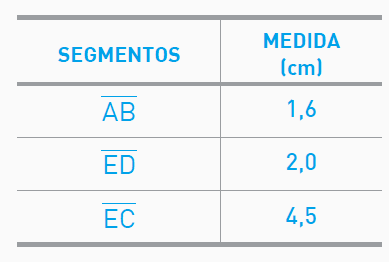 SEGMENTOS MEDIDA
(cm)
AB 1,6
ED 2,0
EC 4,5